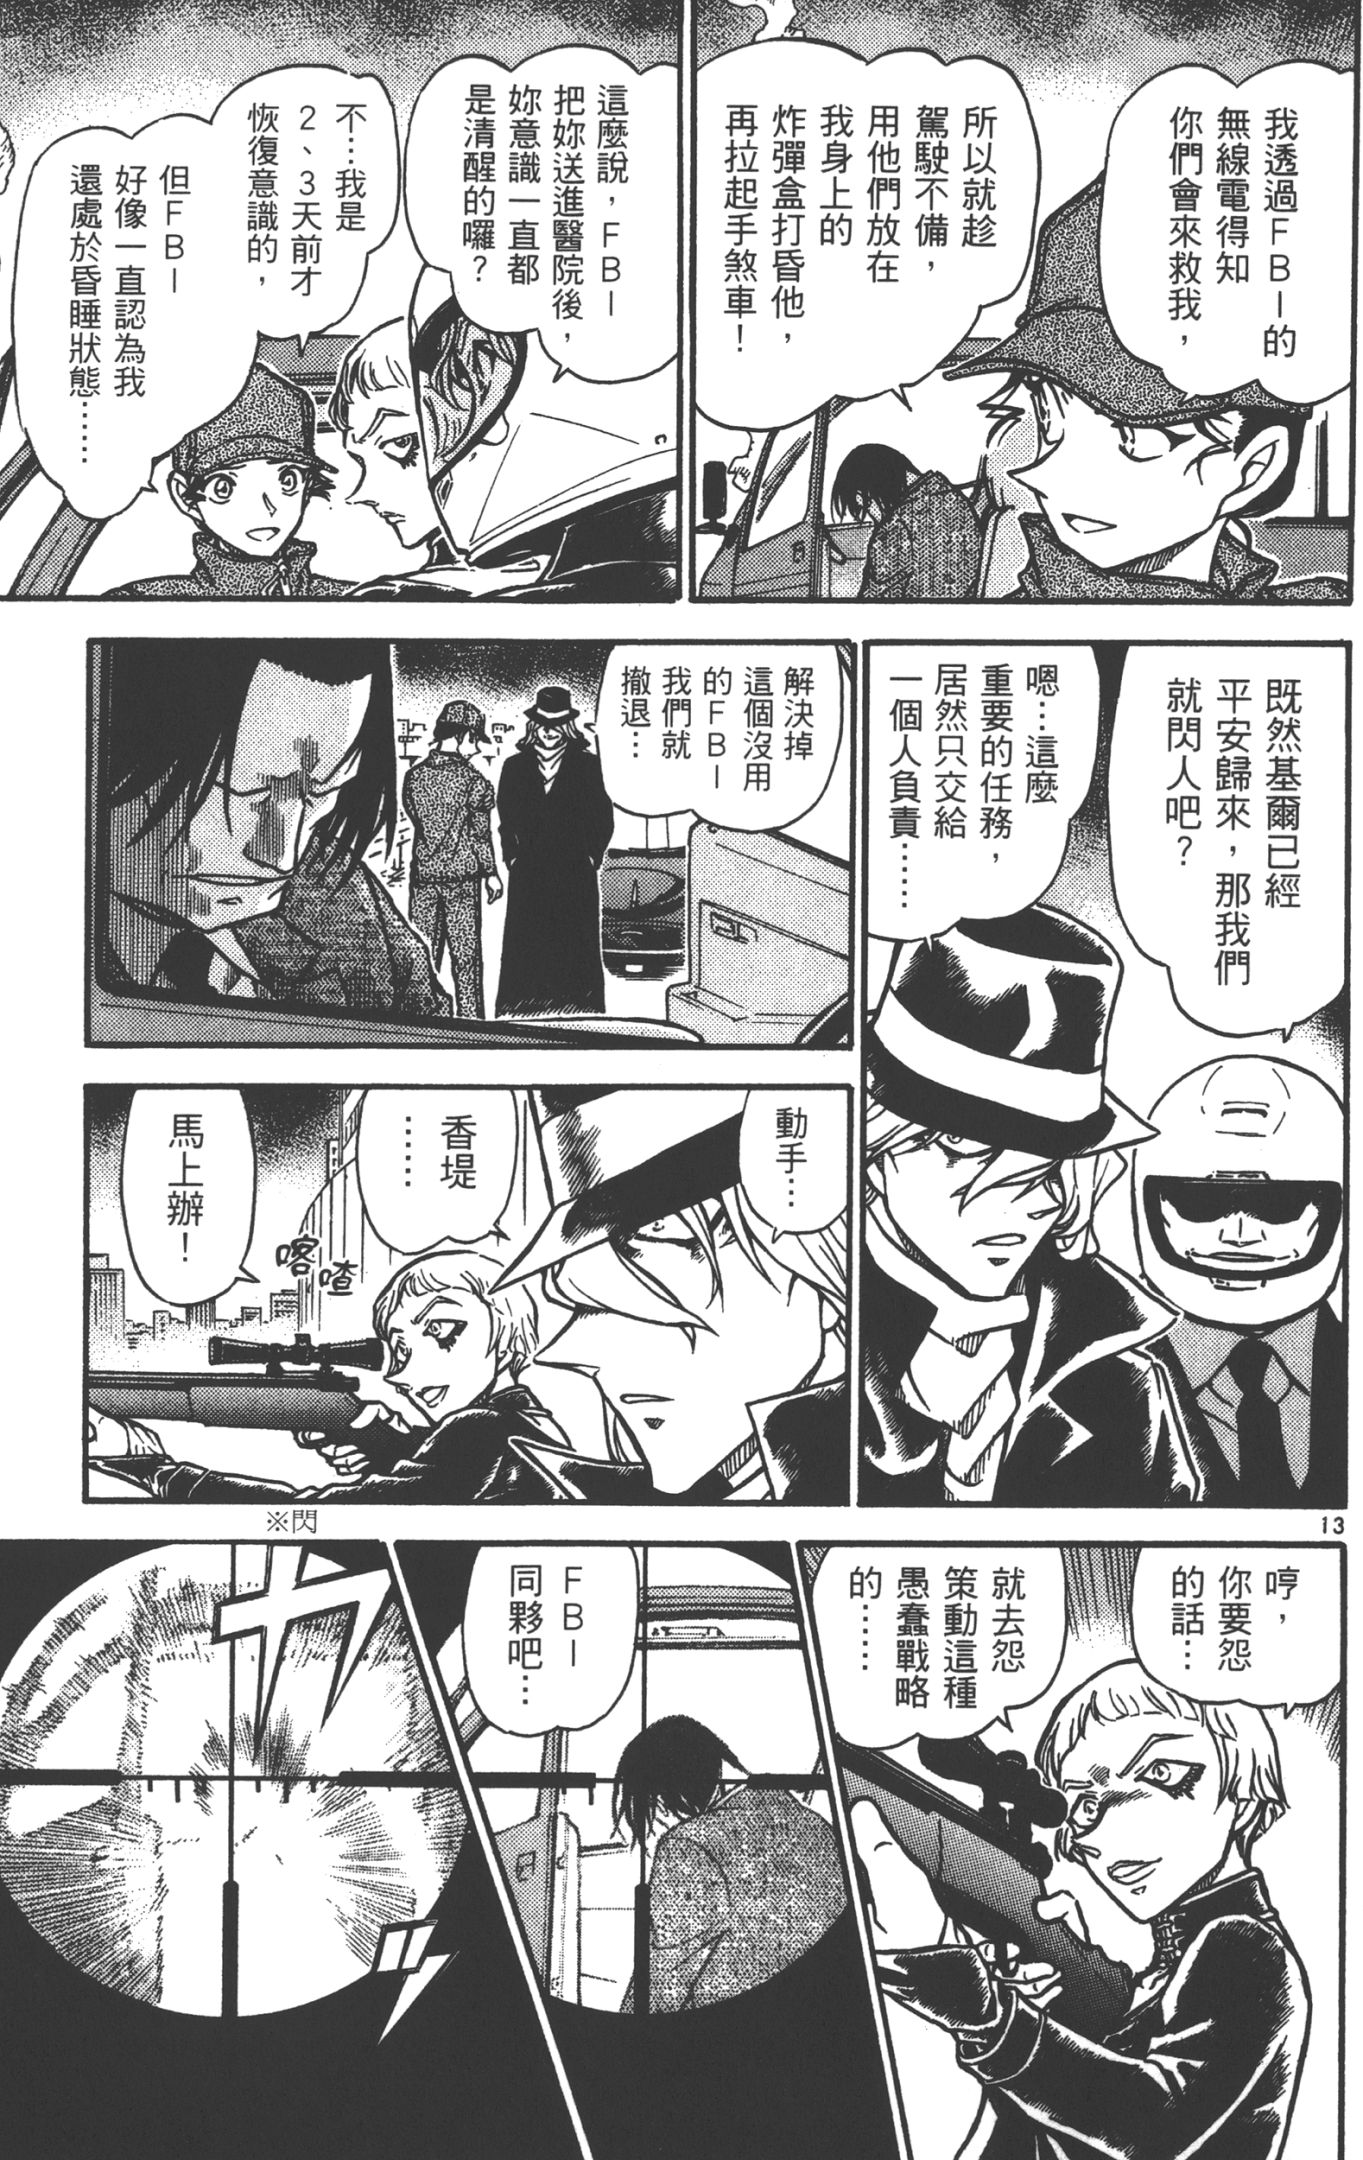 我透過FBI的
無線電得知
你們會來救我，
所以就趁
駕駛不備，
用他們放在
我身上的
炸彈盒打昏他，
再拉起手煞車！
這麼說，FBI
把妳送進醫院後，
妳意識一直都
是清醒的囉？
不…我是
2、3天前才
恢復意識的，
但FBI
好像一直認為我
還處於昏睡狀態……
既然基爾已經
平安歸來，那我們
就閃人吧？
嗯…這麼
重要的任務，
居然只交給
一個人負責……
解決掉
這個沒用
的FBI
我們就
撤退…
動手…
香堤
……
喀喳
馬上辦！
※閃
13
哼，
你要怨
的話…
就去怨
策動這種
愚蠢戰略
的……
FBI
同夥吧…
カッ